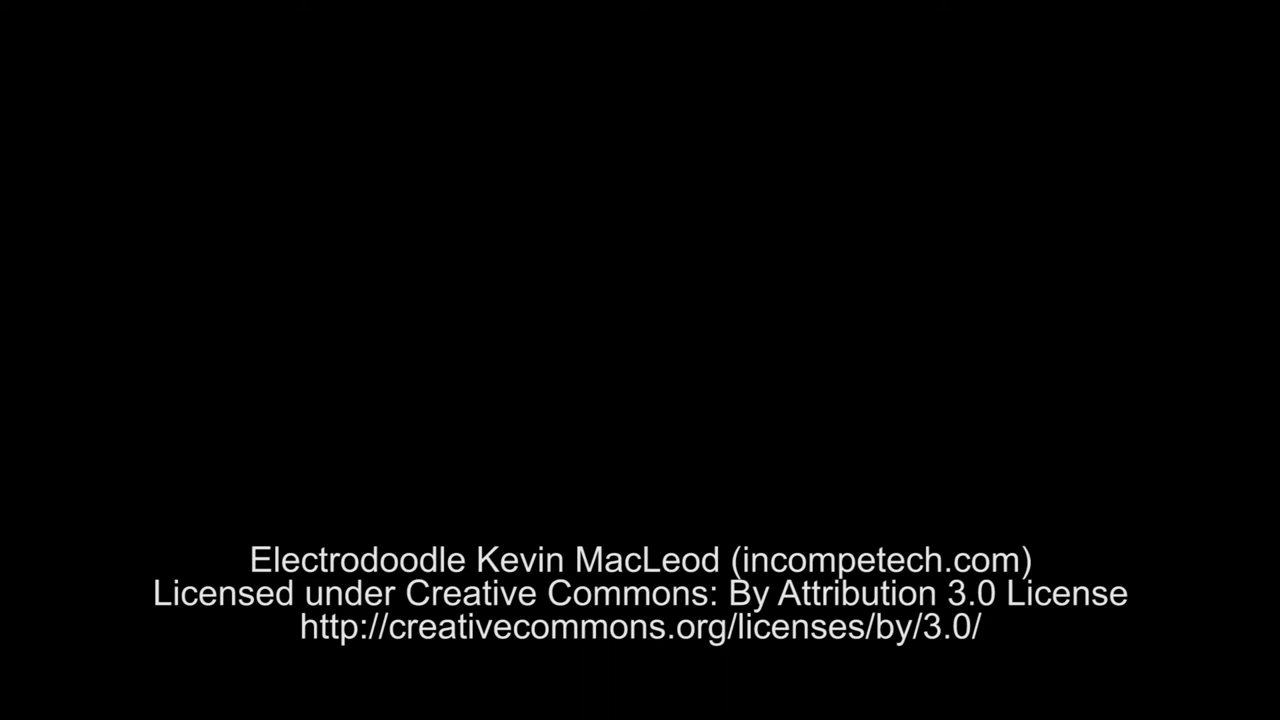 Electrodoodle Kevin MacLeod (incompetech.com)
Licensed under Creative Commons: By Attribution 3.0 License
http://creativecommons.org/licenses/by/3.0/